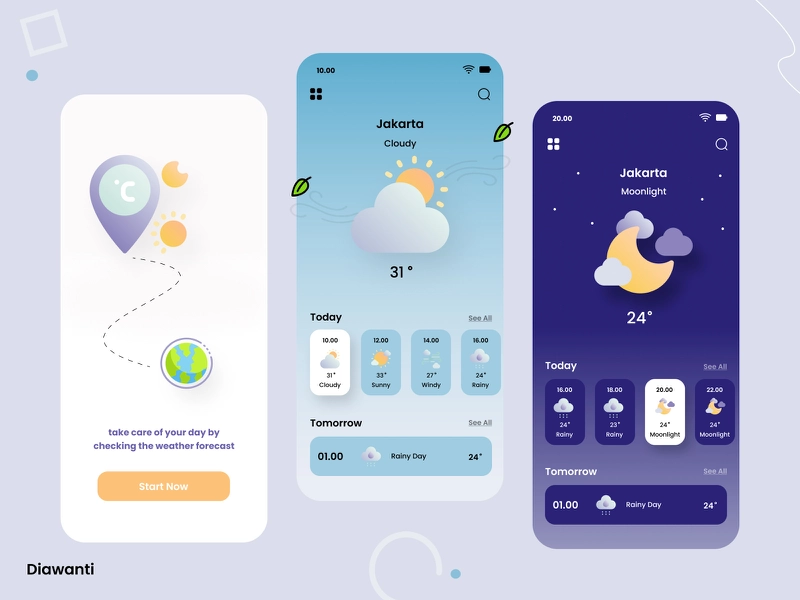 °C
take care of your day by
checking the weather forecast
Start Now
Diawanti
10.00
Jakarta
Cloudy
31 °
Today
See All
10.00
31°
Cloudy
12.00
33°
Sunny
14.00
27°
Windy
16.00
24°
Rainy
Tomorrow
See All
01.00
Rainy Day
24°
20.00
Jakarta
Moonlight
24°
Today
See All
16.00
24°
Rainy
18.00
23°
Rainy
20.00
24°
Moonlight
22.00
24°
Moonlight
Tomorrow
See All
01.00
Rainy Day
24°